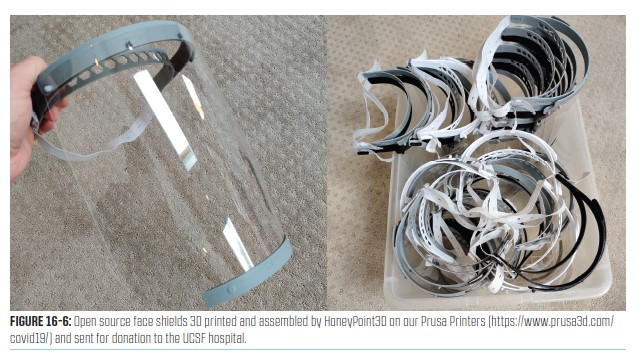 FIGURE 16-6: Open source face shields 3D printed and assembled by HoneyPoint3D on our Prusa Printers (https://www.prusa3d.com/
covid19/) and sent for donation to the UCSF hospital.